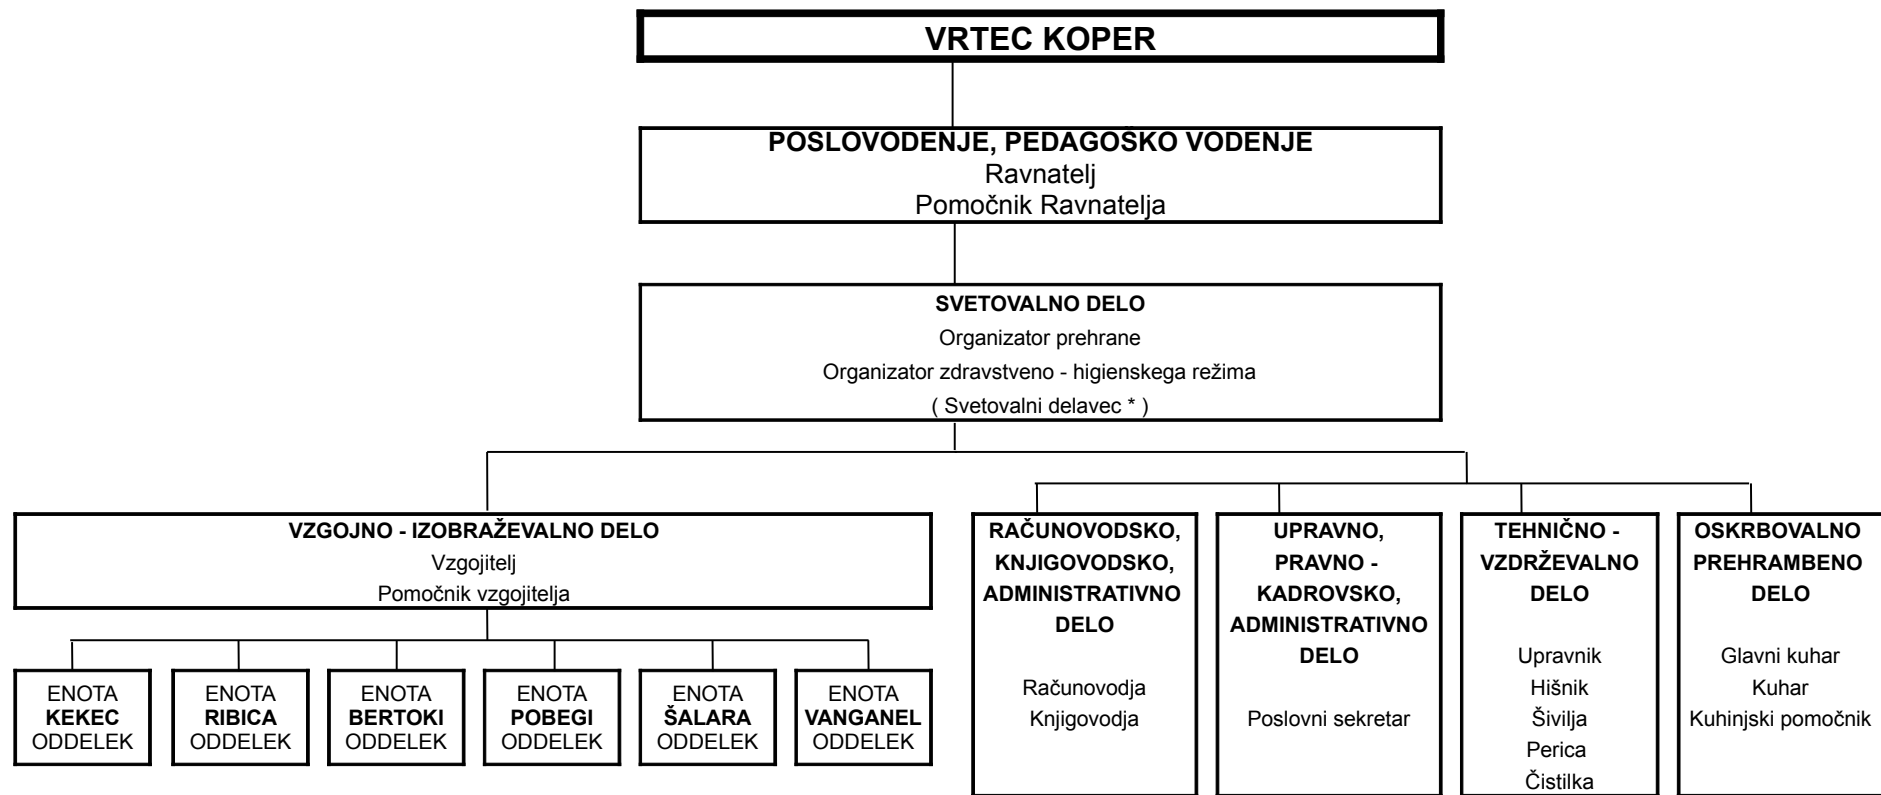 VRTEC KOPER
POSLOVODENJE, PEDAGOŠKO VODENJE
Ravnatelj
Pomočnik Ravnatelja
SVETOVALNO DELO
Organizator prehrane
Organizator zdravstveno - higienskega režima
( Svetovalni delavec * )
VZGOJNO - IZOBRAŽEVALNO DELO
Vzgojitelj
Pomočnik vzgojitelja
ENOTA
KEKEC
ODDELEK
ENOTA
RIBICA
ODDELEK
ENOTA
BERTOKI
ODDELEK
ENOTA
POBEGI
ODDELEK
ENOTA
ŠALARA
ODDELEK
ENOTA
VANGANEL
ODDELEK
RAČUNOVODSKO,
KNJIGOVODSKO,
ADMINISTRATIVNO
DELO
Računovodja
Knjigovodja
UPRAVNO,
PRAVNO -
KADROVSKO,
ADMINISTRATIVNO
DELO
Poslovni sekretar
TEHNIČNO -
VZDRŽEVALNO
DELO
Upravnik
Hišnik
Šivilja
Perica
Čistilka
OSKRBOVALNO
PREHRAMBENO
DELO
Glavni kuhar
Kuhar
Kuhinjski pomočnik